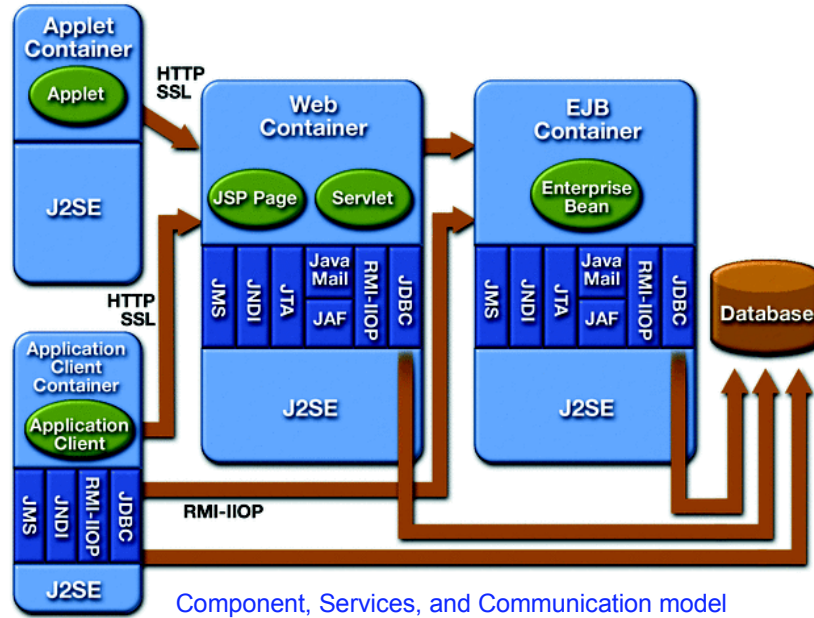 Applet
Container
Applet
J2SE
HTTP
SSL
Web
Container
JSP Page
Servlet
JMS
JNDI
JTA
Java
Mail
JAF
RMI-IIOP
JDBC
J2SE
EJB
Container
Enterprise
Bean
JMS
JNDI
JTA
Java
Mail
JAF
RMI-IIOP
JDBC
J2SE
Database
HTTP
SSL
Application
Client
Container
Application
Client
JMS
JNDI
RMI-IIOP
JDBC
J2SE
RMI-IIOP
Component, Services, and Communication model